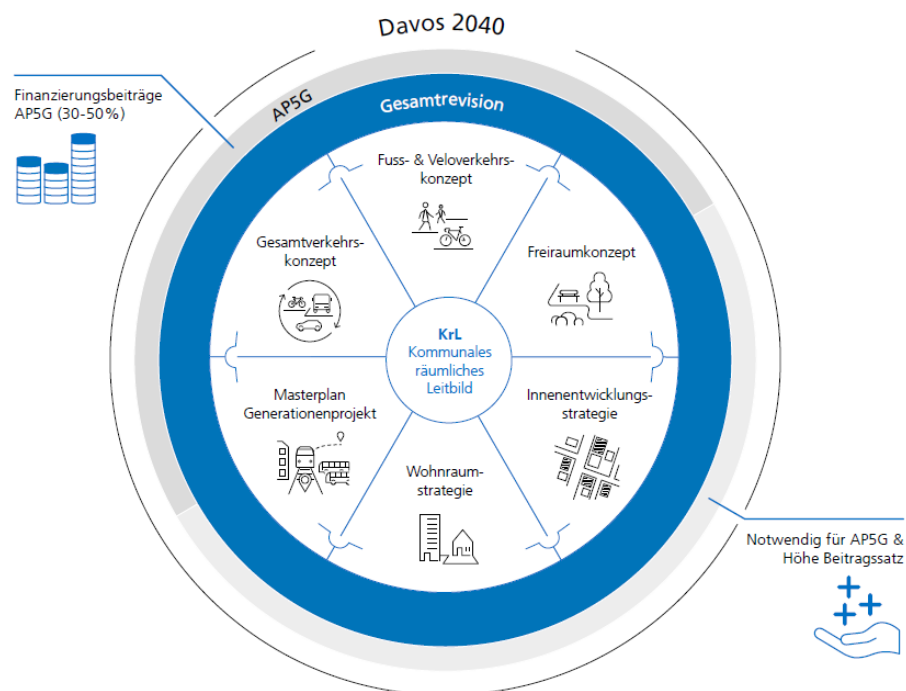 Davos 2040
Finanzierungsbeiträge
AP5G (30-50%)
AP5G
Gesamtrevision
Fuss- & Veloverkehrs-
konzept
Gesamtverkehrs-
konzept
Freiraumkonzept
KrL
Kommunales
räumliches
Leitbild
Masterplan
Generationenprojekt
Innenentwicklungs-
strategie
Wohnraum-
strategie
Notwendig für AP5G &
Höhe Beitragssatz